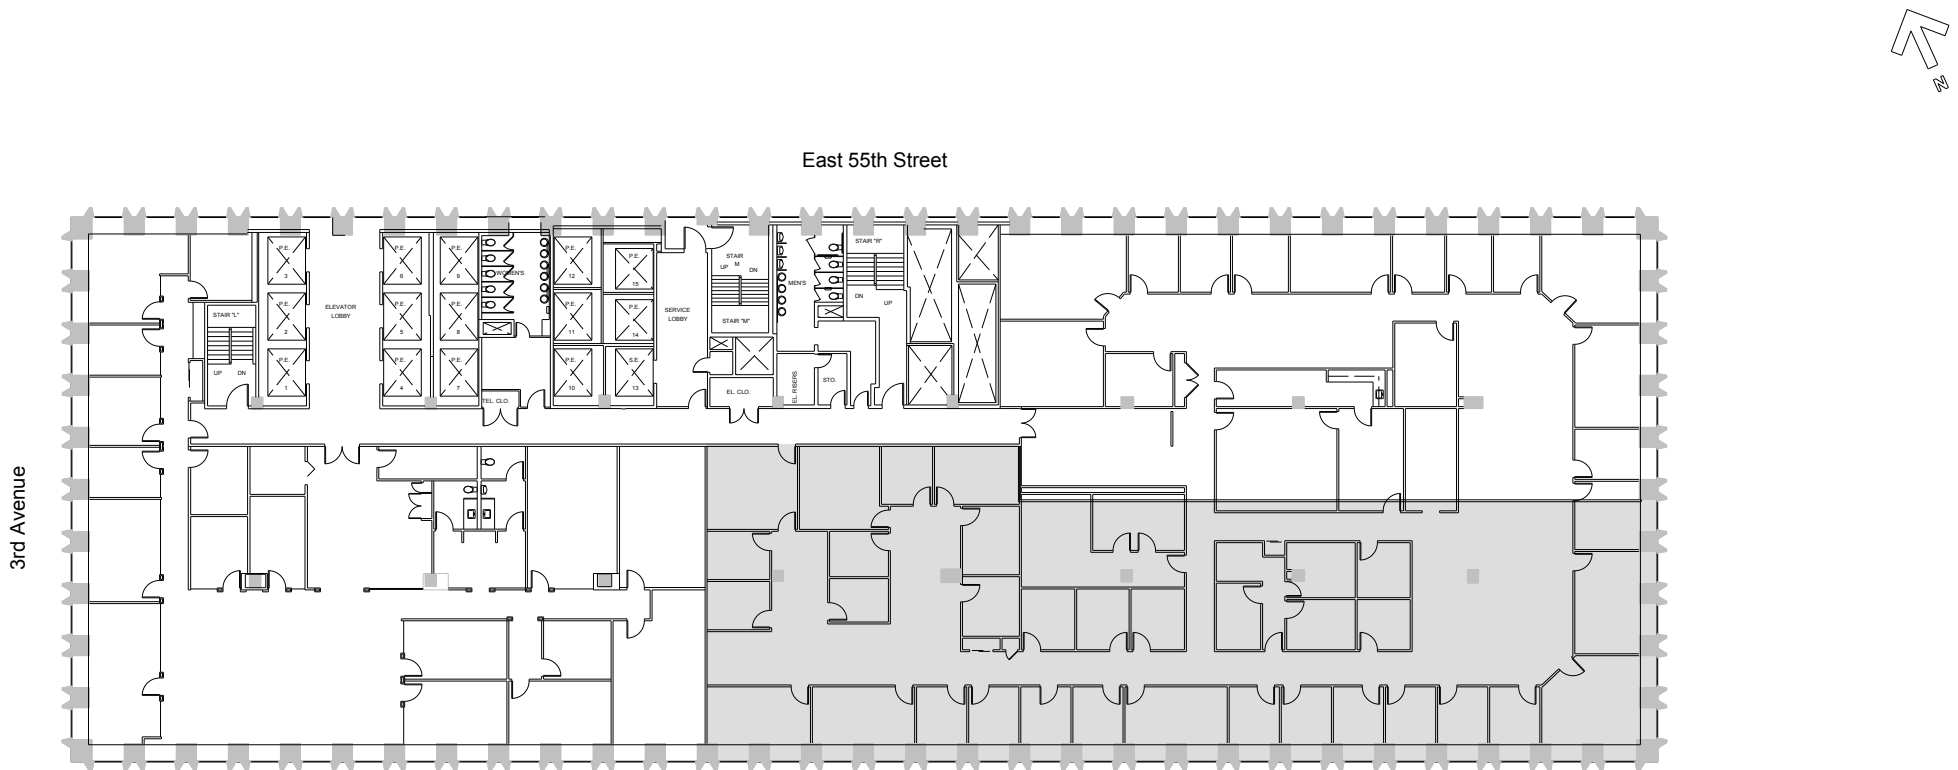 N
East 55th Street
3rd Avenue
P.E.
3
P.E.
2
P.E.
1
STAIR "L"
UP
DN
ELEVATOR
LOBBY
P.E.
6
P.E.
5
P.E.
4
P.E.
9
P.E.
8
P.E.
7
WOMEN'S
TEL. CLO.
P.E.
12
P.E.
11
P.E.
10
P.E.
15
P.E.
14
S.E.
13
SERVICE
LOBBY
STAIR
M
UP
DN
STAIR "M"
EL. CLO.
MEN'S
EL RISERS
STO.
STAIR "R"
DN
UP